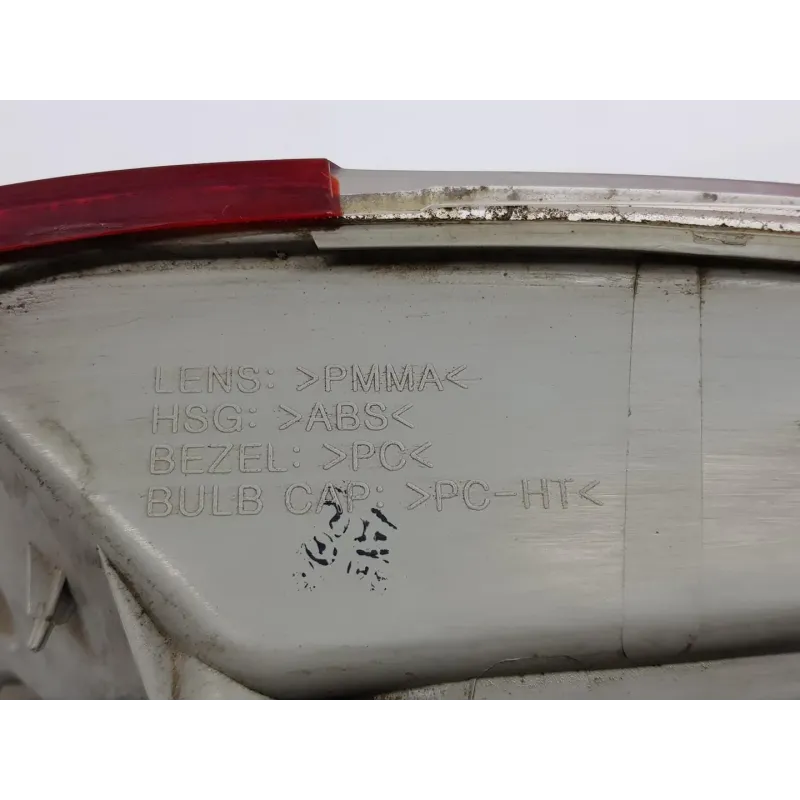 LENS: >PMMA<
HSG: >ABS<
BEZEL: >PC<
BULB CAP: >PC-HT<